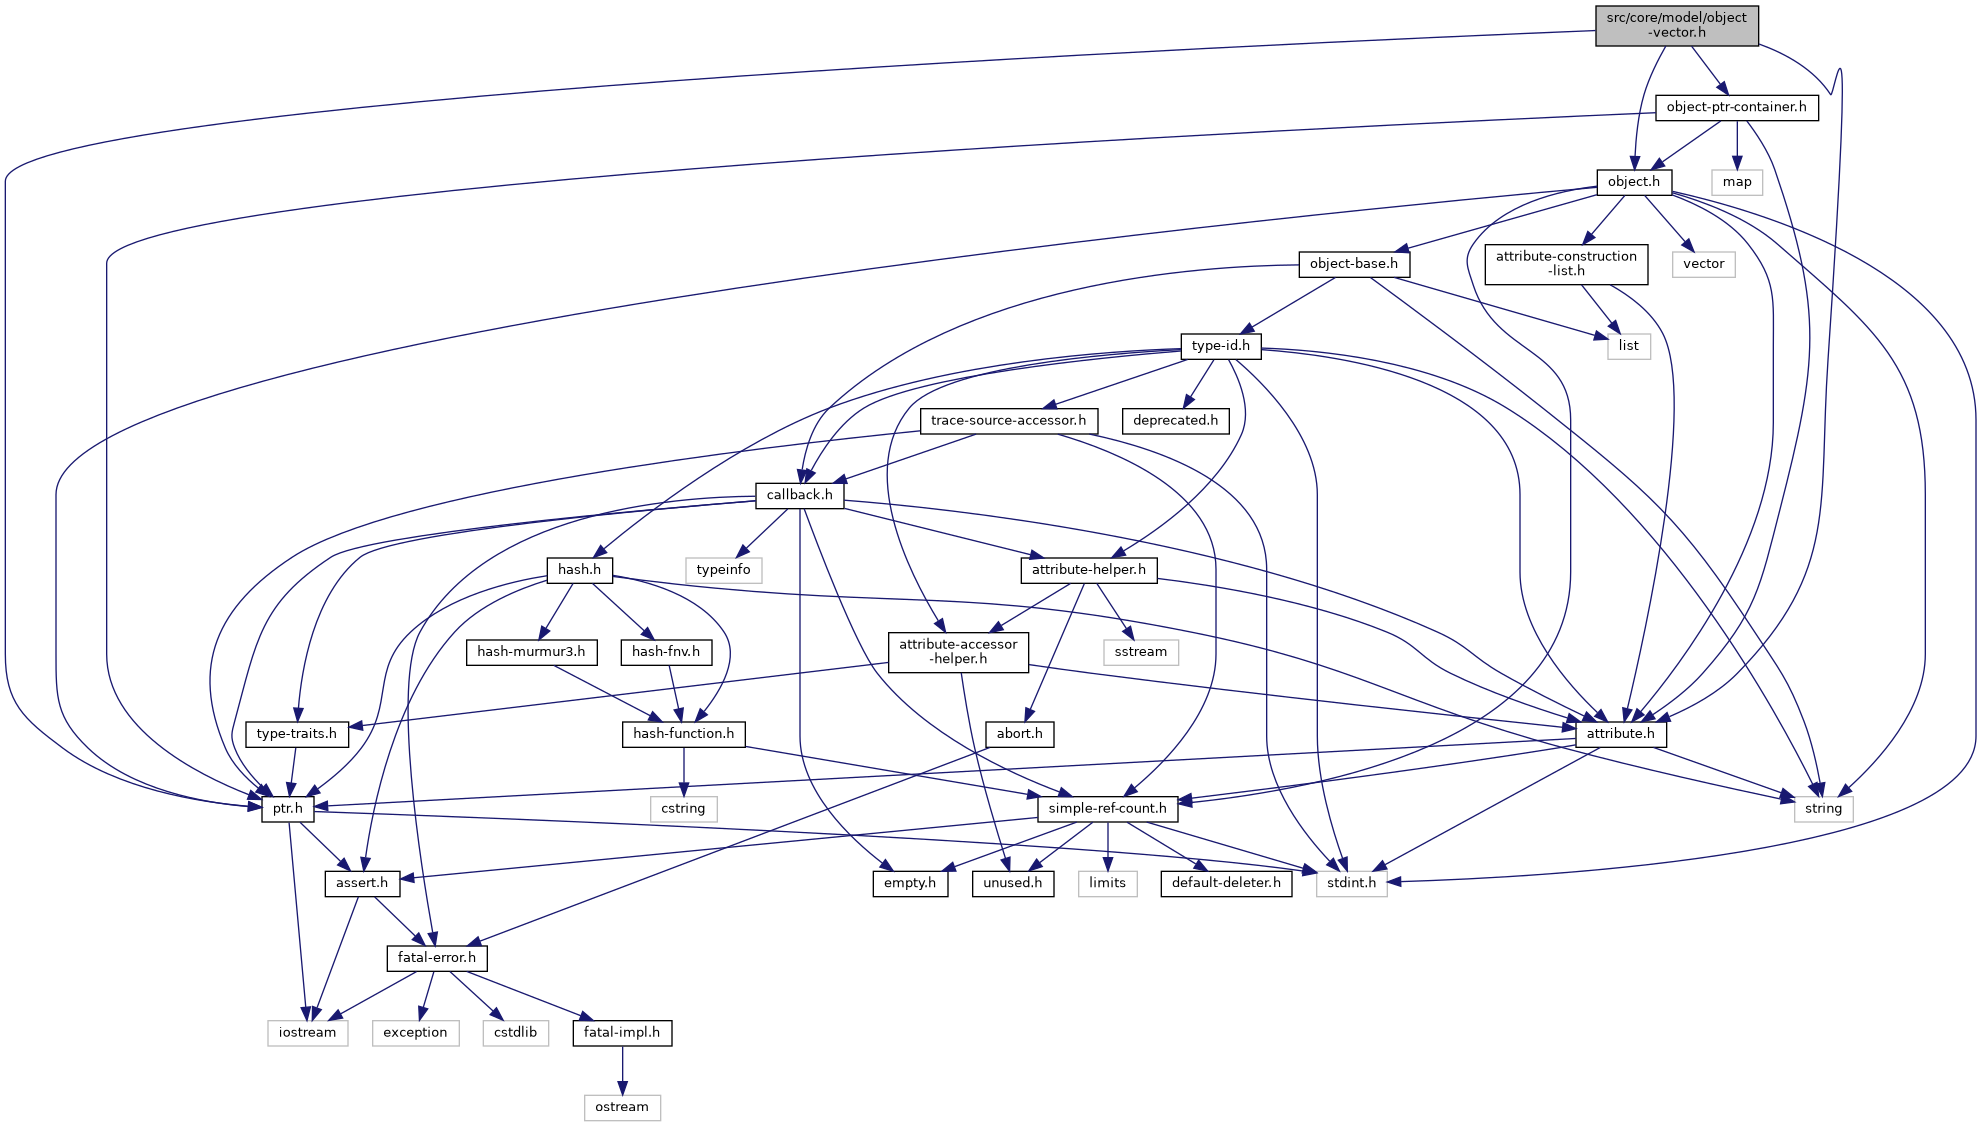 src/core/model/object
-vector.h
object-ptr-container.h
object.h
map
object-base.h
attribute-construction
-list.h
vector
type-id.h
list
trace-source-accessor.h
deprecated.h
callback.h
hash.h
typeinfo
attribute-helper.h
hash-murmur3.h
hash-fnv.h
attribute-accessor
-helper.h
sstream
type-traits.h
hash-function.h
abort.h
attribute.h
ptr.h
cstring
simple-ref-count.h
string
assert.h
empty.h
unused.h
limits
default-deleter.h
stdint.h
fatal-error.h
iostream
exception
cstdlib
fatal-impl.h
ostream